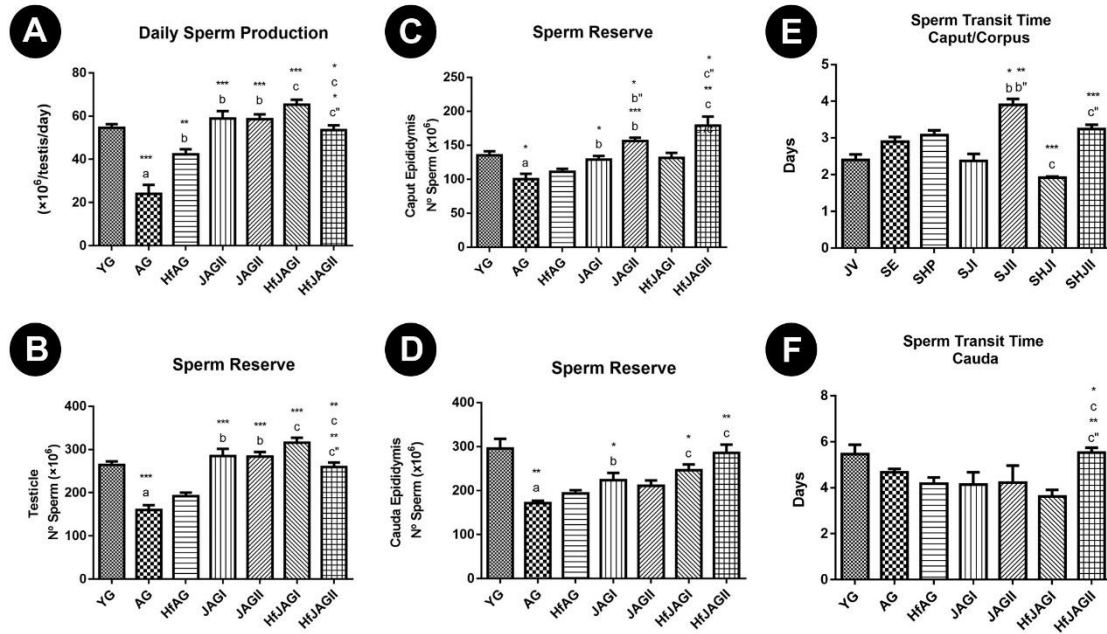 A
Daily Sperm Production
(×10⁶/testis/day)
80
60
40
20
0
***
a
**
b
***
b
***
b
***
c
*
c
*
c"
YG
AG
HfAG
JAGII
JAGII
HfJAGI
HfJAGII
B
Sperm Reserve
Testicle
Nº Sperm (×10⁶)
400
300
200
100
0
***
a
***
b
***
b
***
c
**
c
**
c"
YG
AG
HfAG
JAGI
JAGII
HfJAGI
HfJAGII
C
Sperm Reserve
Caput Epididymis
Nº Sperm (x10⁶)
250
200
150
100
50
0
*
a
*
b
*
b"
***
b
*
c"
**
c
YG
AG
HfAG
JAGI
JAGII
HfJAGI
HfJAGII
D
Sperm Reserve
Cauda Epididymis
Nº Sperm (x10⁶)
400
300
200
100
0
**
a
*
b
*
c
**
c
YG
AG
HfAG
JAGI
JAGII
HfJAGI
HfJAGII
E
Sperm Transit Time
Caput/Corpus
Days
5
4
3
2
1
0
* **
b b"
***
c
***
c"
JV
SE
SHP
SJI
SJII
SHJI
SHJII
F
Sperm Transit Time
Cauda
Days
8
6
4
2
0
*
c
**
c"
YG
AG
HfAG
JAGI
JAGII
HfJAGI
HfJAGII